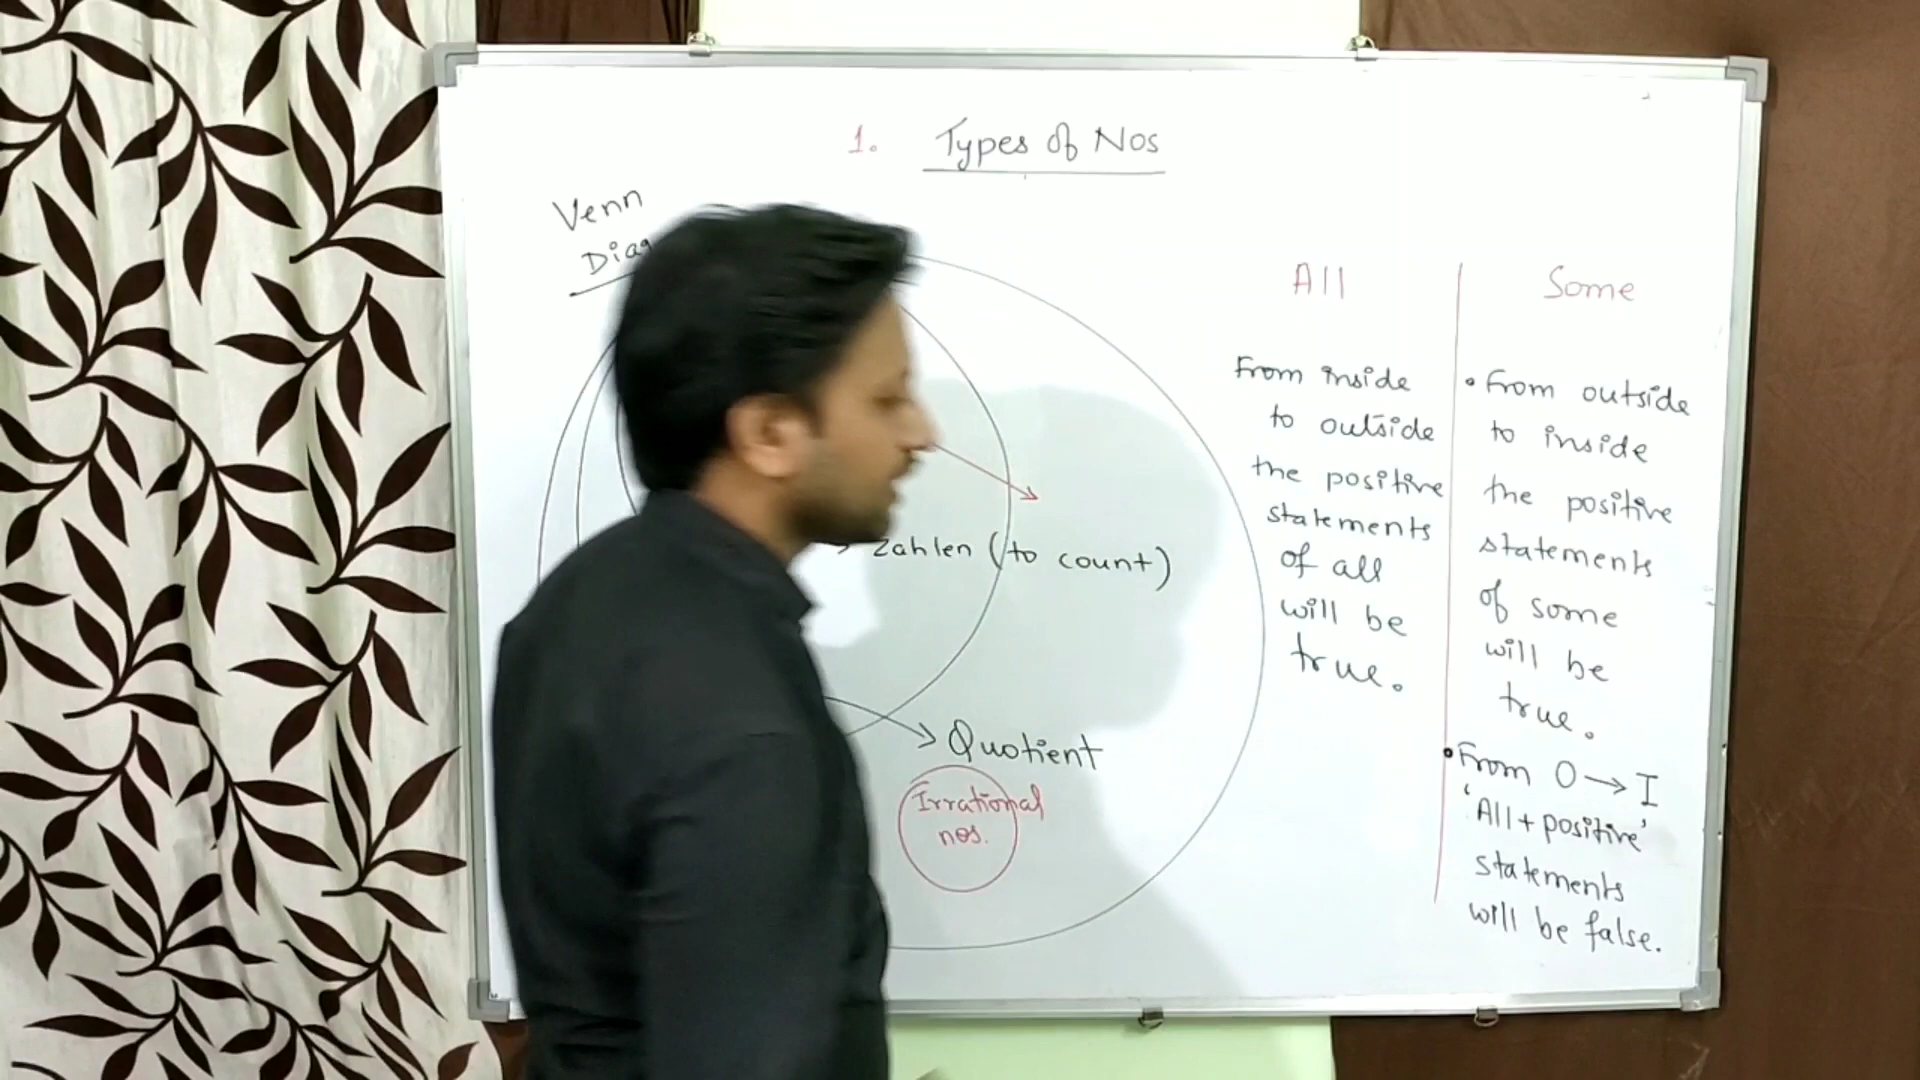 1. Types of Nos
Venn
All
Some
From inside
to outside
the positive
statements
of all
will be
true.
• From outside
to inside
the positive
statements
of some
will be
true.
• From O → I
'All + positive'
statements
will be false.
Zahlen (to count)
Quotient
Irrational
nos.